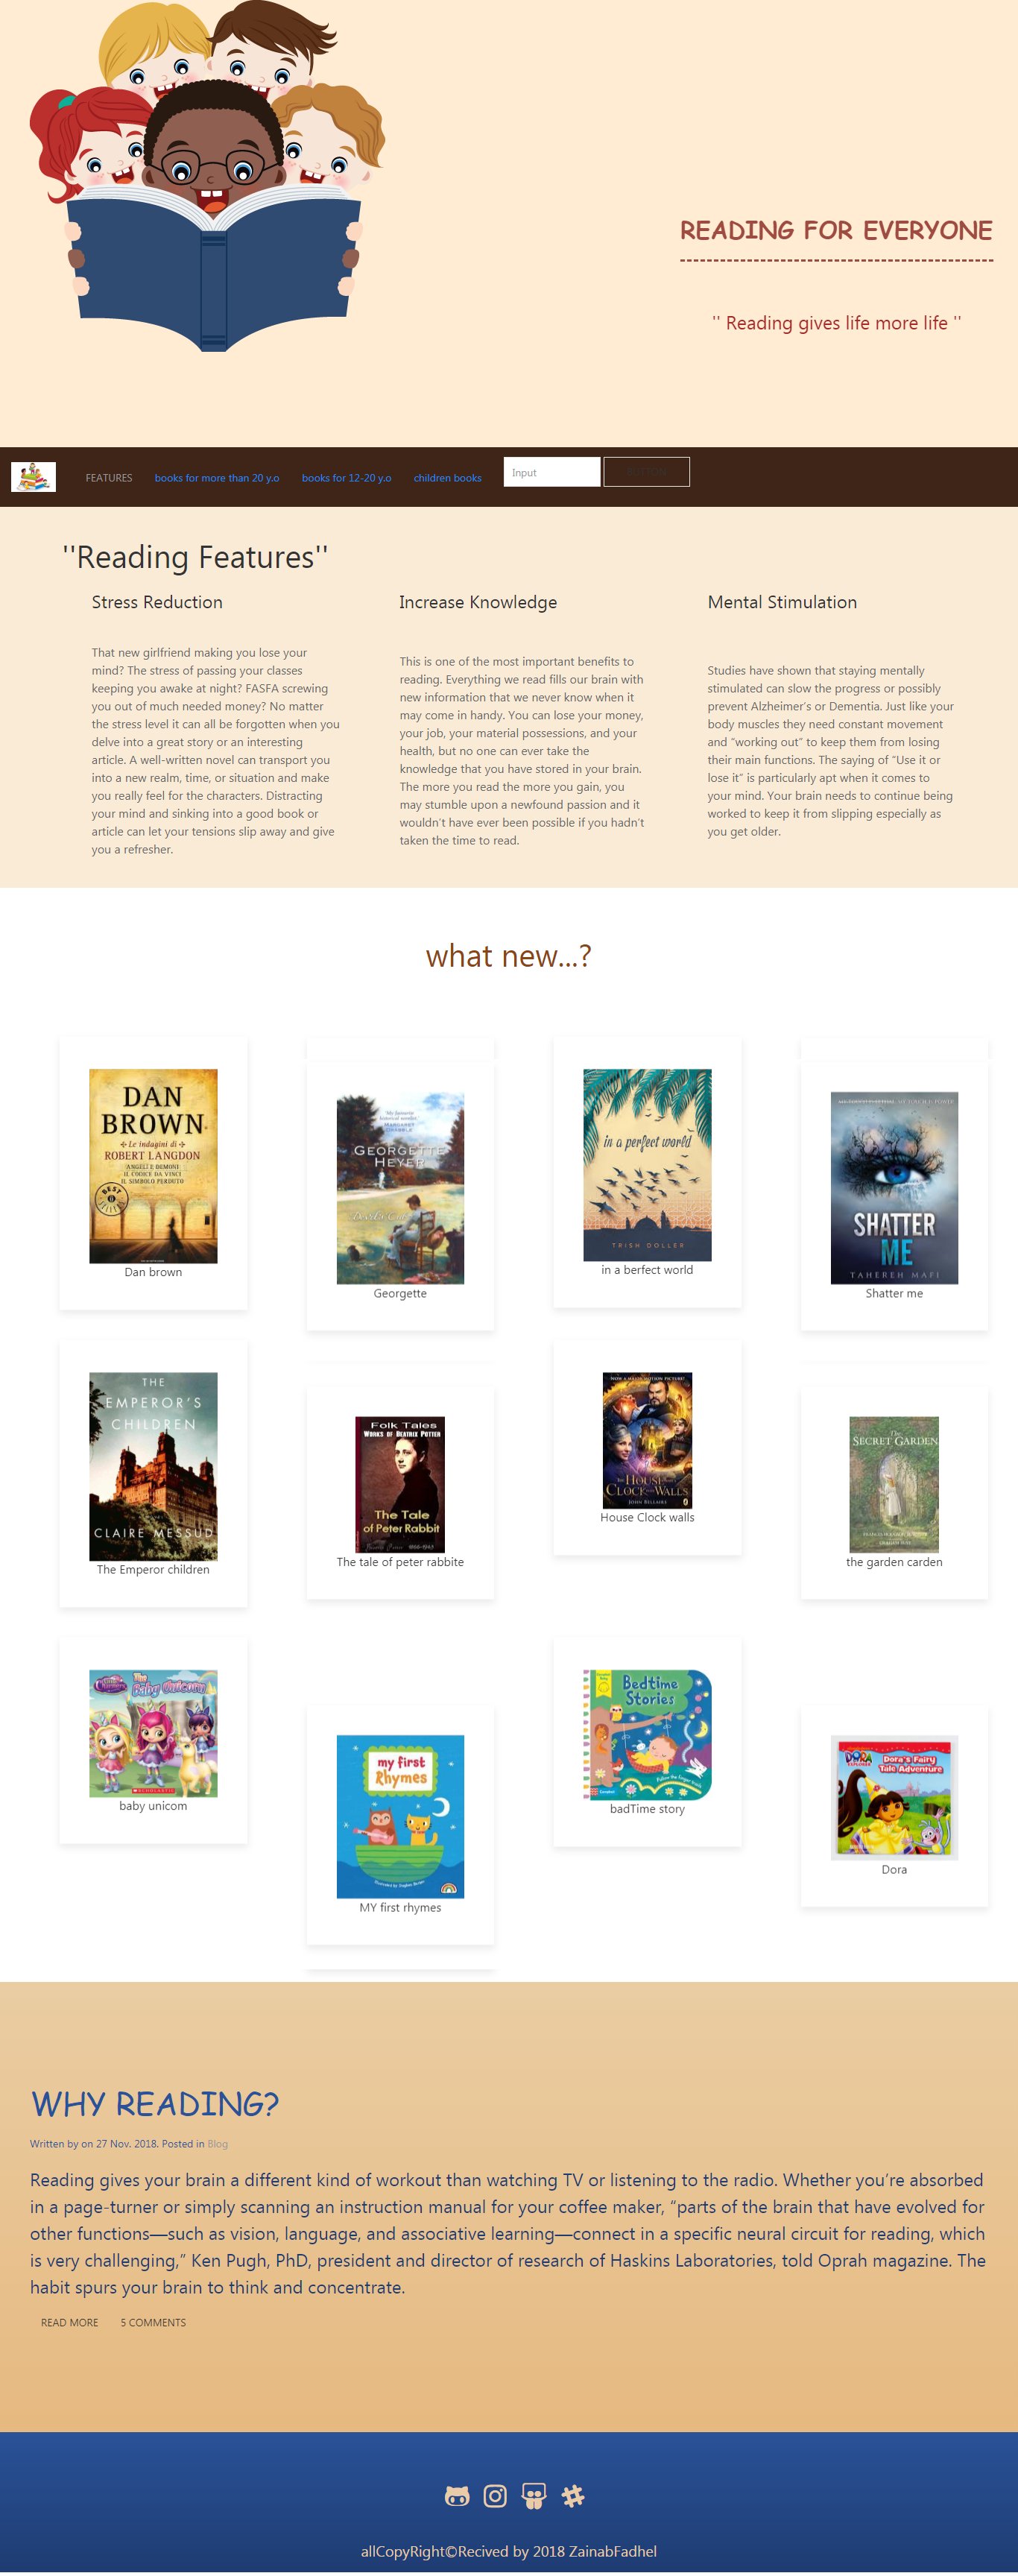 READING FOR EVERYONE
'' Reading gives life more life ''
FEATURES
books for more than 20 y.o
books for 12-20 y.o
children books
Input
''Reading Features''
Stress Reduction
That new girlfriend making you lose your
mind? The stress of passing your classes
keeping you awake at night? FASFA screwing
you out of much needed money? No matter
the stress level it can all be forgotten when you
delve into a great story or an interesting
article. A well-written novel can transport you
into a new realm, time, or situation and make
you really feel for the characters. Distracting
your mind and sinking into a good book or
article can let your tensions slip away and give
you a refresher.
Increase Knowledge
This is one of the most important benefits to
reading. Everything we read fills our brain with
new information that we never know when it
may come in handy. You can lose your money,
your job, your material possessions, and your
health, but no one can ever take the
knowledge that you have stored in your brain.
The more you read the more you gain, you
may stumble upon a newfound passion and it
wouldn't have ever been possible if you hadn't
taken the time to read.
Mental Stimulation
Studies have shown that staying mentally
stimulated can slow the progress or possibly
prevent Alzheimer's or Dementia. Just like your
body muscles they need constant movement
and “working out” to keep them from losing
their main functions. The saying of “Use it or
lose it” is particularly apt when it comes to
your mind. Your brain needs to continue being
worked to keep it from slipping especially as
you get older.
what new...?
DAN
BROWN
Le indagini di
ROBERT LANGDON
ANGELI E DEMONI
IL CODICE DA VINCI
IL SIMBOLO PERDUTO
BEST
Dan brown
GEORGETTE
HEYER
Georgette
in a perfect world
TRISH DOLLER
in a berfect world
SHATTER
ME
TAHEREH MAFI
Shatter me
THE
EMPEROR'S
CHILDREN
CLAIRE MESSUD
The Emperor children
Folk Tales
WORKS OF BEATRIX POTTER
The Tale
of Peter Rabbit
1866-1943
The tale of peter rabbite
NOW A MAJOR MOTION PICTURE!
THE HOUSE
CLOCK WALLS
JOHN BELLAIRS
House Clock walls
The
SECRET GARDEN
the garden carden
The
Baby Unicorn
SCHOLASTIC
baby unicom
my first
Rhymes
MY first rhymes
Bedtime
Stories
badTime story
DORA
Dora's Fairy
Tale Adventure
Dora
WHY READING?
Written by on 27 Nov. 2018. Posted in Blog
Reading gives your brain a different kind of workout than watching TV or listening to the radio. Whether you're absorbed
in a page-turner or simply scanning an instruction manual for your coffee maker, “parts of the brain that have evolved for
other functions—such as vision, language, and associative learning—connect in a specific neural circuit for reading, which
is very challenging,” Ken Pugh, PhD, president and director of research of Haskins Laboratories, told Oprah magazine. The
habit spurs your brain to think and concentrate.
READ MORE
5 COMMENTS
allCopyRight©Recived by 2018 ZainabFadhel